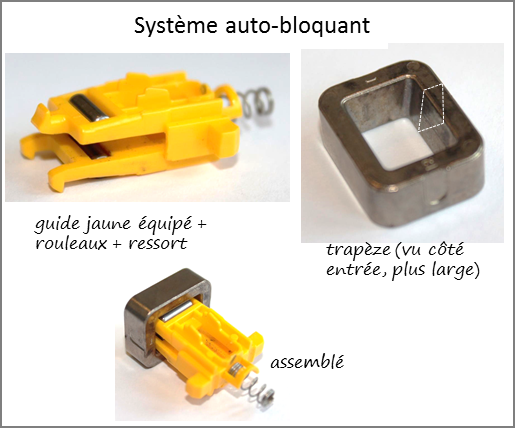 Système auto-bloquant
guide jaune équipé +
rouleaux + ressort
trapèze (vu côté
entrée, plus large)
assemblé